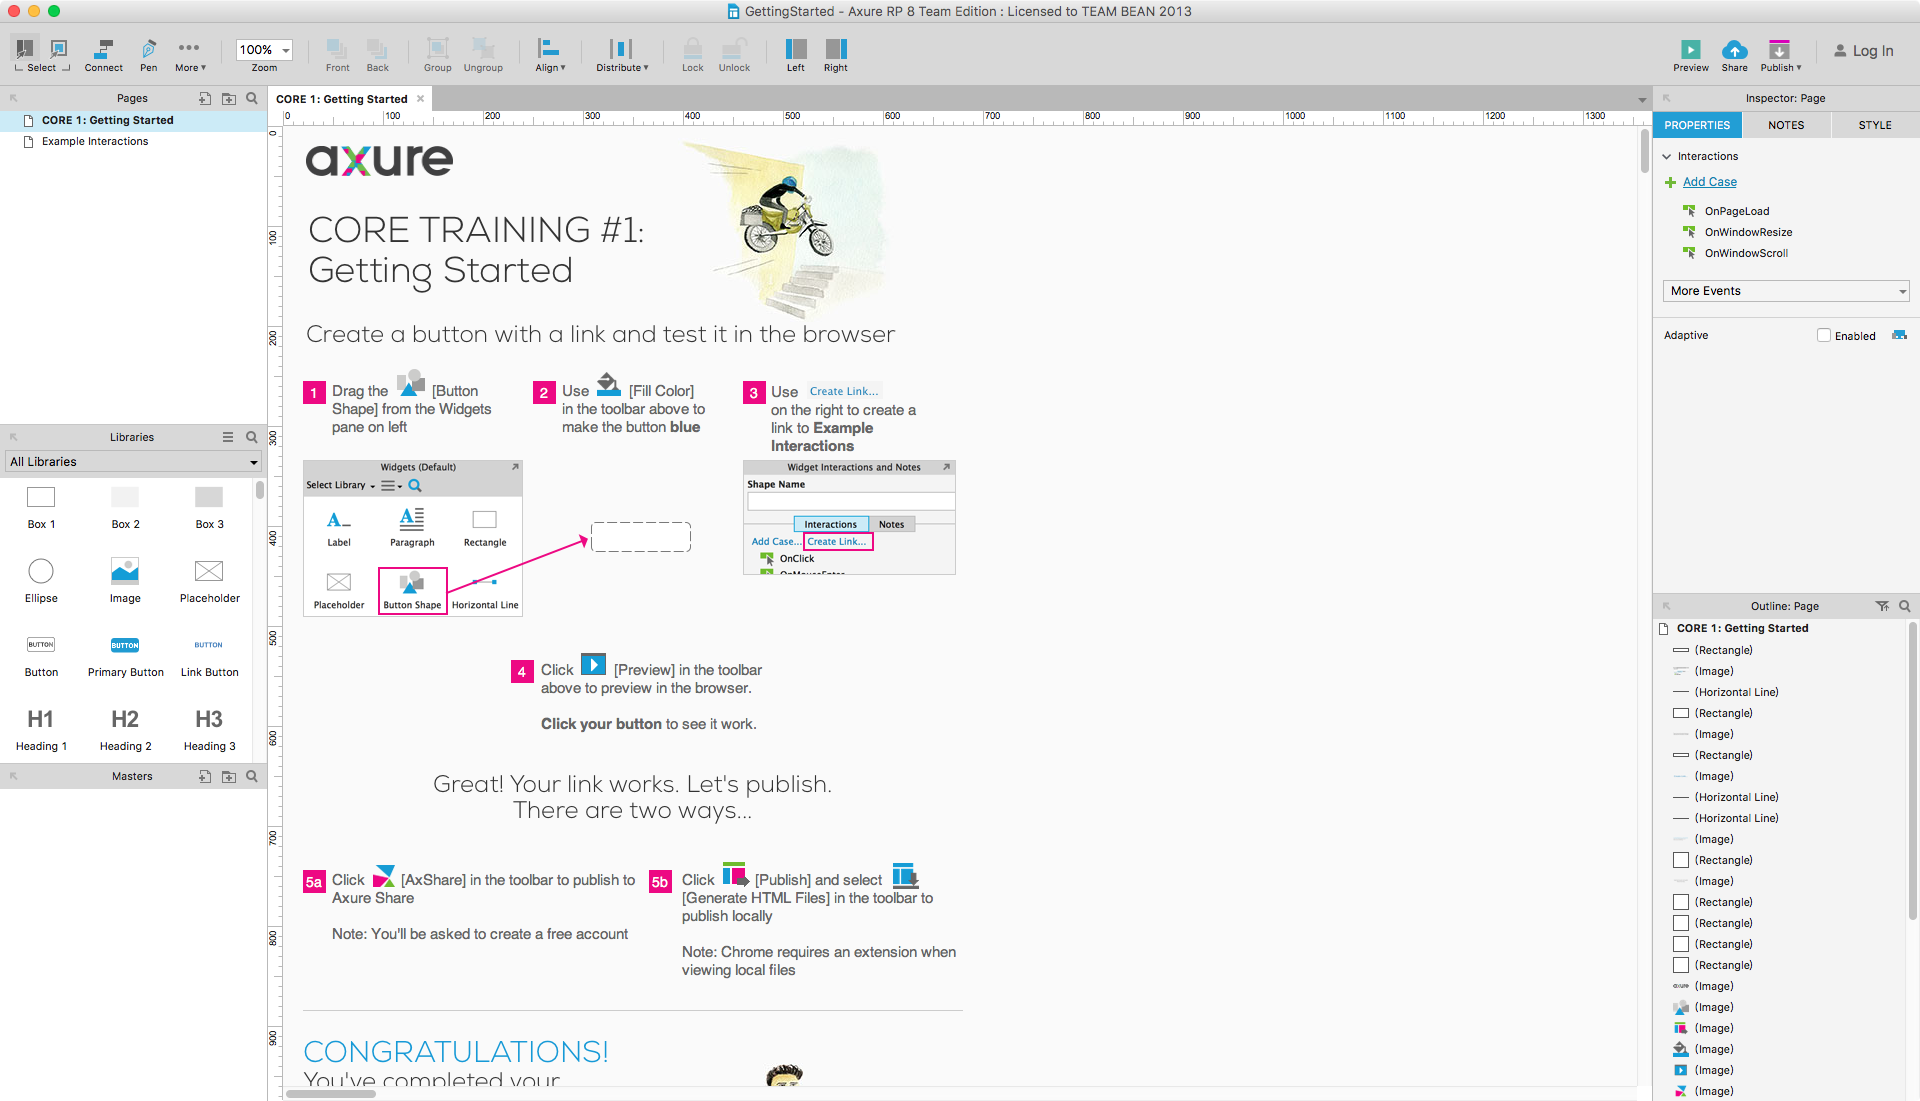 GettingStarted - Axure RP 8 Team Edition : Licensed to TEAM BEAN 2013
Select
Connect
Pen
More
100%
Zoom
Front
Back
Group
Ungroup
Align
Distribute
Lock
Unlock
Left
Right
Preview
Share
Publish
Log In
Pages
CORE 1: Getting Started
Example Interactions
Libraries
All Libraries
Box 1
Box 2
Box 3
Ellipse
Image
Placeholder
BUTTON
BUTTON
BUTTON
Button
Primary Button
Link Button
H1
H2
H3
Heading 1
Heading 2
Heading 3
Masters
CORE 1: Getting Started
0 100 200 300 400 500 600 700 800 900 1000 1100 1200 1300
0
100
200
300
400
500
600
700
800
900
axure
CORE TRAINING #1:
Getting Started
Create a button with a link and test it in the browser
1
Drag the [Button
Shape] from the Widgets
pane on left
2
Use [Fill Color]
in the toolbar above to
make the button blue
3
Use Create Link...
on the right to create a
link to Example
Interactions
Widgets (Default)
Select Library
Label
Paragraph
Rectangle
Placeholder
Button Shape
Horizontal Line
Widget Interactions and Notes
Shape Name
Interactions
Notes
Add Case...
Create Link...
OnClick
OnMouseEnter
4
Click [Preview] in the toolbar
above to preview in the browser.
Click your button to see it work.
Great! Your link works. Let's publish.
There are two ways...
5a
Click [AxShare] in the toolbar to publish to
Axure Share
Note: You'll be asked to create a free account
5b
Click [Publish] and select
[Generate HTML Files] in the toolbar to
publish locally
Note: Chrome requires an extension when
viewing local files
CONGRATULATIONS!
You've completed your
Inspector: Page
PROPERTIES
NOTES
STYLE
Interactions
Add Case
OnPageLoad
OnWindowResize
OnWindowScroll
More Events
Adaptive
Enabled
Outline: Page
CORE 1: Getting Started
(Rectangle)
(Image)
(Horizontal Line)
(Rectangle)
(Image)
(Rectangle)
(Image)
(Horizontal Line)
(Horizontal Line)
(Image)
(Rectangle)
(Image)
(Rectangle)
(Rectangle)
(Rectangle)
(Rectangle)
axure (Image)
(Image)
(Image)
(Image)
(Image)
(Image)